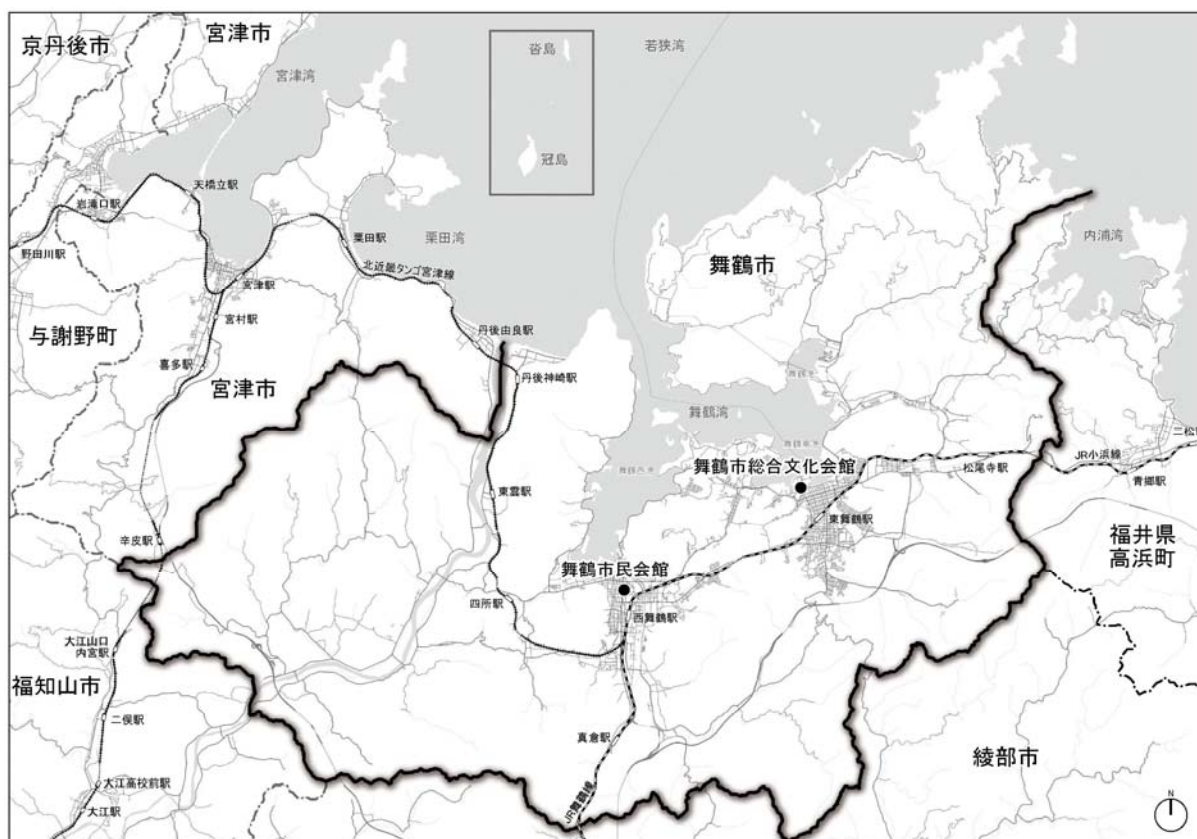 京丹後市
宮津市
宮津湾
沓島
若狭湾
冠島
天橋立駅
岩滝口駅
野田川駅
栗田駅
栗田湾
北近畿タンゴ宮津線
内浦湾
舞鶴市
宮津駅
宮村駅
与謝野町
丹後由良駅
喜多駅
宮津市
丹後神崎駅
舞鶴湾
舞鶴市総合文化会館
松尾寺駅
JR小浜線
青郷駅
東雲駅
東舞鶴駅
辛皮駅
福井県
高浜町
舞鶴市民会館
四所駅
西舞鶴駅
大江山口
内宮駅
福知山市
二俣駅
真倉駅
綾部市
大江高校前駅
大江駅
JR舞鶴線
N